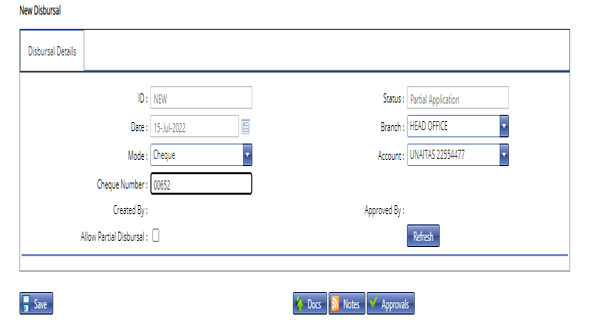 New Disbursal
Disbursal Details
ID : NEW
Status : Partial Application
Date : 15-Jul-2022
Branch : HEAD OFFICE
Mode : Cheque
Account : UNAITAS 22554477
Cheque Number : 00652
Created By :
Approved By :
Allow Partial Disbursal :
Refresh
Save
Docs
Notes
Approvals